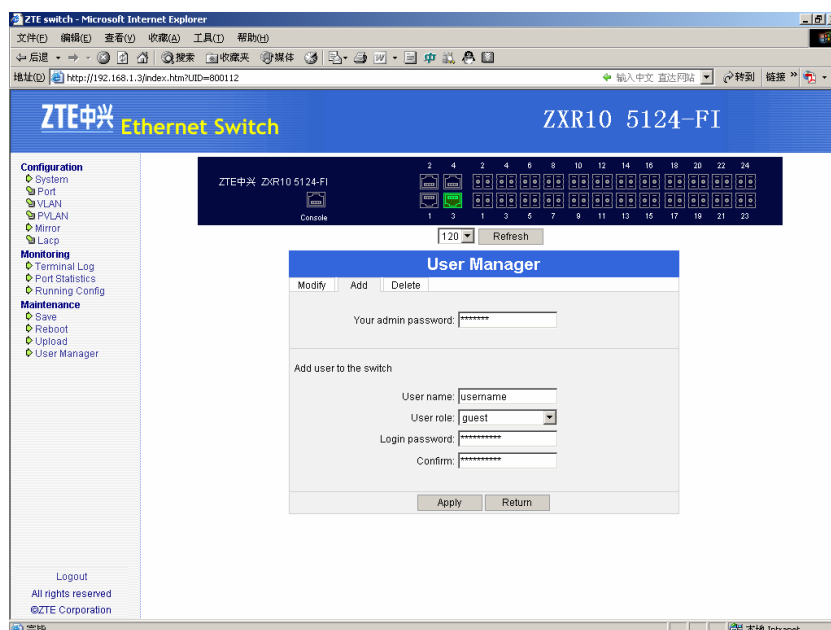 ZTE switch - Microsoft Internet Explorer
文件(F) 编辑(E) 查看(V) 收藏(A) 工具(T) 帮助(H)
后退 搜索 收藏夹 媒体
地址(D) http://192.168.1.3/index.htm?UID=800112 输入中文 直达网站 转到 链接 »
ZTE中兴 Ethernet Switch ZXR10 5124-FI
Configuration
System
Port
VLAN
PVLAN
Mirror
Lacp
Monitoring
Terminal Log
Port Statistics
Running Config
Maintenance
Save
Reboot
Upload
User Manager
Logout
All rights reserved
©ZTE Corporation
2 4 2 4 6 8 10 12 14 16 18 20 22 24
ZTE中兴 ZXR10 5124-FI
Console 1 3 1 3 5 7 9 11 13 15 17 19 21 23
120 Refresh
User Manager
Modify Add Delete
Your admin password: *******
Add user to the switch
User name: username
User role: guest
Login password: **********
Confirm: **********
Apply Return